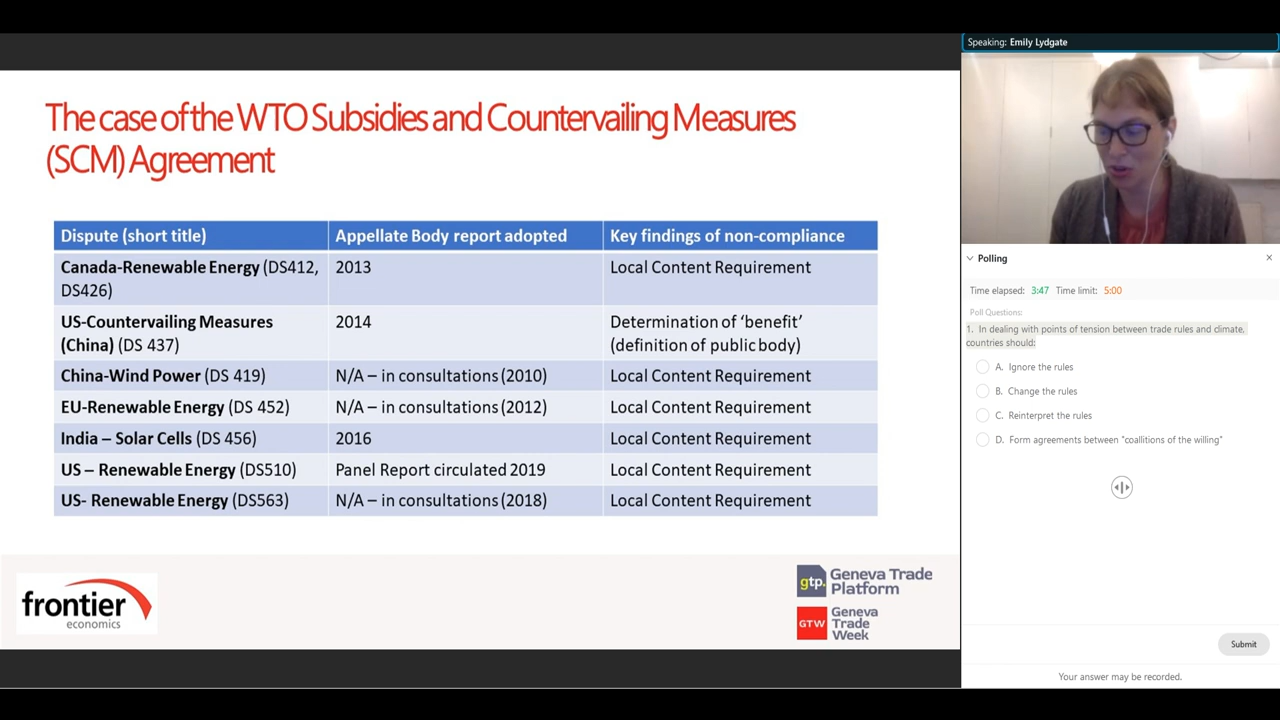 Speaking: Emily Lydgate
The case of the WTO Subsidies and Countervailing Measures
(SCM) Agreement
Dispute (short title) Appellate Body report adopted Key findings of non-compliance
Canada-Renewable Energy (DS412, 2013 Local Content Requirement
DS426)
US-Countervailing Measures 2014 Determination of ‘benefit’
(China) (DS 437) (definition of public body)
China-Wind Power (DS 419) N/A – in consultations (2010) Local Content Requirement
EU-Renewable Energy (DS 452) N/A – in consultations (2012) Local Content Requirement
India – Solar Cells (DS 456) 2016 Local Content Requirement
US – Renewable Energy (DS510) Panel Report circulated 2019 Local Content Requirement
US- Renewable Energy (DS563) N/A – in consultations (2018) Local Content Requirement
frontier
economics
gtp. Geneva Trade
Platform
GTW Geneva
Trade
Week
Polling
Time elapsed: 3:47 Time limit: 5:00
Poll Questions:
1. In dealing with points of tension between trade rules and climate,
countries should:
A. Ignore the rules
B. Change the rules
C. Reinterpret the rules
D. Form agreements between "coallitions of the willing"
Submit
Your answer may be recorded.